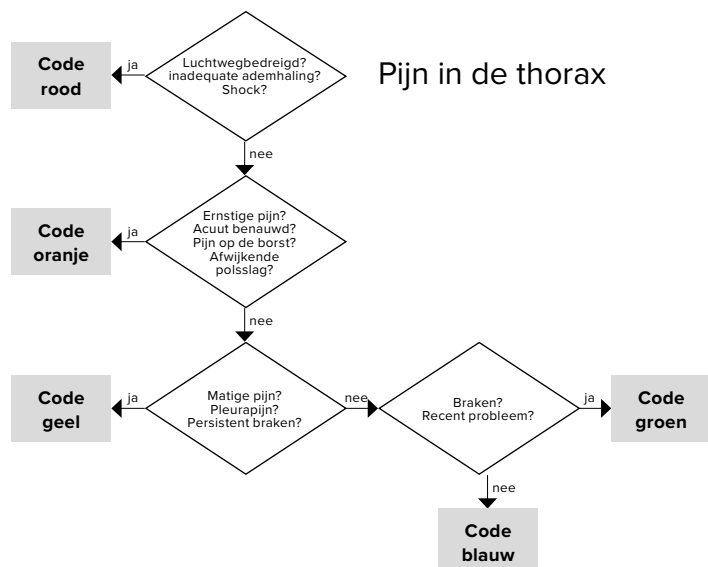 Pijn in de thorax
Luchtwegbedreigd?
inadequate ademhaling?
Shock?
ja
Code
rood
nee
Ernstige pijn?
Acuut benauwd?
Pijn op de borst?
Afwijkende
polsslag?
ja
Code
oranje
nee
Matige pijn?
Pleurapijn?
Persistent braken?
ja
Code
geel
nee
Braken?
Recent probleem?
ja
Code
groen
nee
Code
blauw